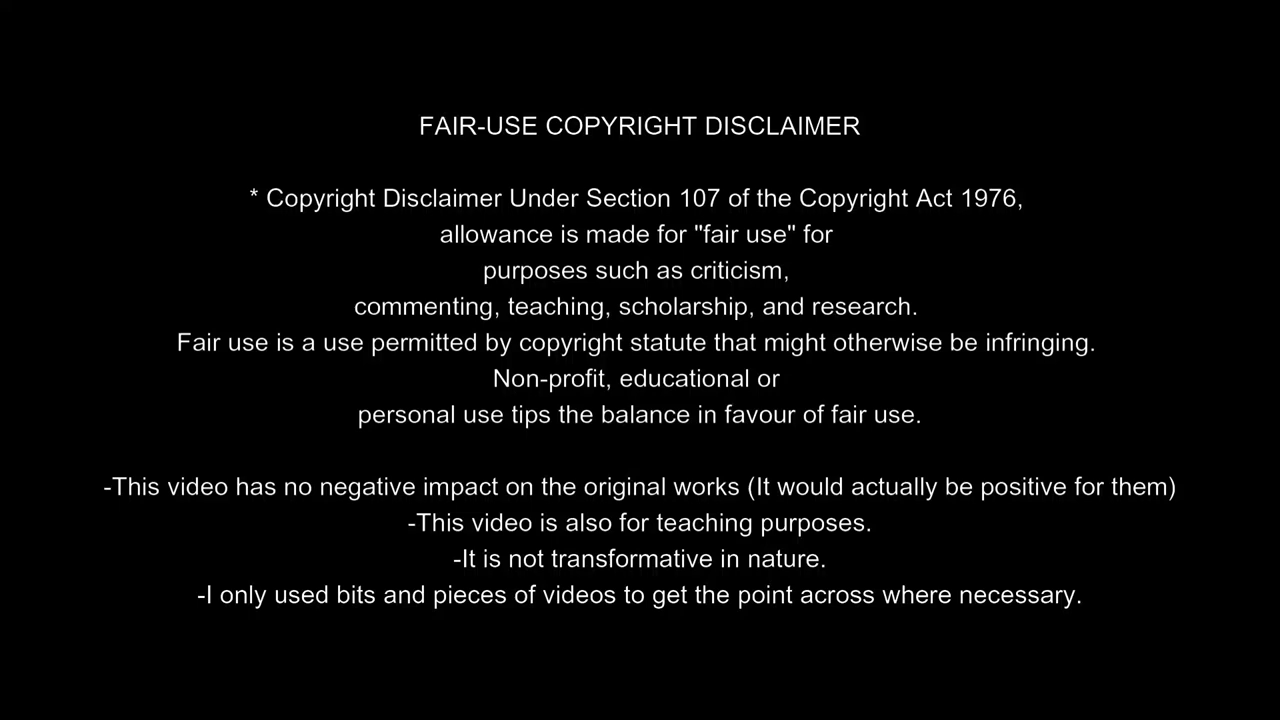 FAIR-USE COPYRIGHT DISCLAIMER
* Copyright Disclaimer Under Section 107 of the Copyright Act 1976,
allowance is made for "fair use" for
purposes such as criticism,
commenting, teaching, scholarship, and research.
Fair use is a use permitted by copyright statute that might otherwise be infringing.
Non-profit, educational or
personal use tips the balance in favour of fair use.
-This video has no negative impact on the original works (It would actually be positive for them)
-This video is also for teaching purposes.
-It is not transformative in nature.
-I only used bits and pieces of videos to get the point across where necessary.